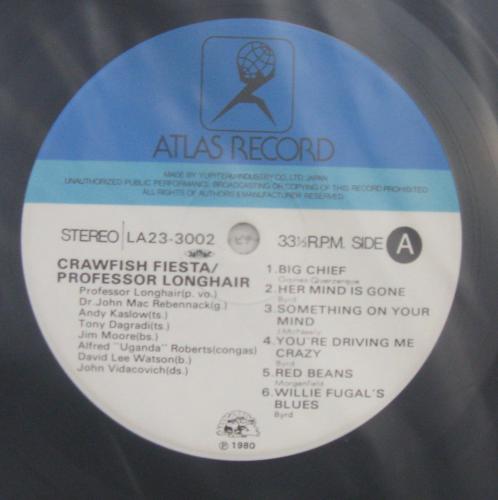 ATLAS RECORD
MADE BY YUPITERU INDUSTRY CO., LTD. JAPAN
UNAUTHORIZED PUBLIC PERFORMANCE, BROADCASTING OR COPYING OF THIS RECORD PROHIBITED
ALL RIGHTS OF AUTHORS & MANUFACTURER RESERVED
STEREO LA23-3002 33⅓R.P.M. SIDE A
CRAWFISH FIESTA/
PROFESSOR LONGHAIR
Professor Longhair(p. vo.)
Dr.John Mac Rebennack(g.)
Andy Kaslow(ts.)
Tony Dagradi(ts.)
Jim Moore(bs.)
Alfred "Uganda" Roberts(congas)
David Lee Watson(b.)
John Vidacovich(ds.)
1.BIG CHIEF
2.HER MIND IS GONE
Byrd
3.SOMETHING ON YOUR
MIND
J.McNeely
4.YOU'RE DRIVING ME
CRAZY
Byrd
5.RED BEANS
Morgenfield
6.WILLIE FUGAL'S
BLUES
Byrd
℗ 1980